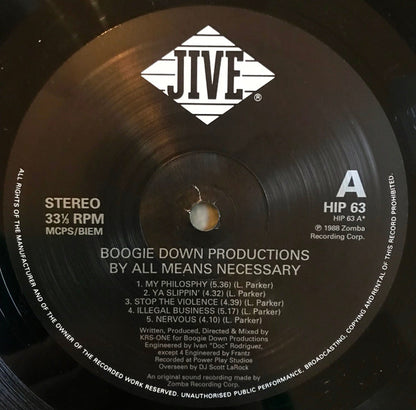 JIVE
®
STEREO
33⅓ RPM
MCPS/BIEM
A
HIP 63
HIP 63 A*
℗ 1988 Zomba
Recording Corp.
BOOGIE DOWN PRODUCTIONS
BY ALL MEANS NECESSARY
1. MY PHILOSPHY (5.36) (L. Parker)
2. YA SLIPPIN' (4.32) (L. Parker)
3. STOP THE VIOLENCE (4.39) (L. Parker)
4. ILLEGAL BUSINESS (5.17) (L. Parker)
5. NERVOUS (4.10) (L. Parker)
Written, Produced, Directed & Mixed by
KRS-ONE for Boogie Down Productions
Engineered by Ivan "Doc" Rodriguez,
except 4 Engineered by Frantz
Recorded at Power Play Studios
Overseen by DJ Scott LaRock
An original sound recording made by
Zomba Recording Corp.
ALL RIGHTS OF THE MANUFACTURER AND OF THE OWNER OF THE RECORDED WORK RESERVED. UNAUTHORISED PUBLIC PERFORMANCE, BROADCASTING, COPYING AND RENTAL OF THIS RECORD PROHIBITED.